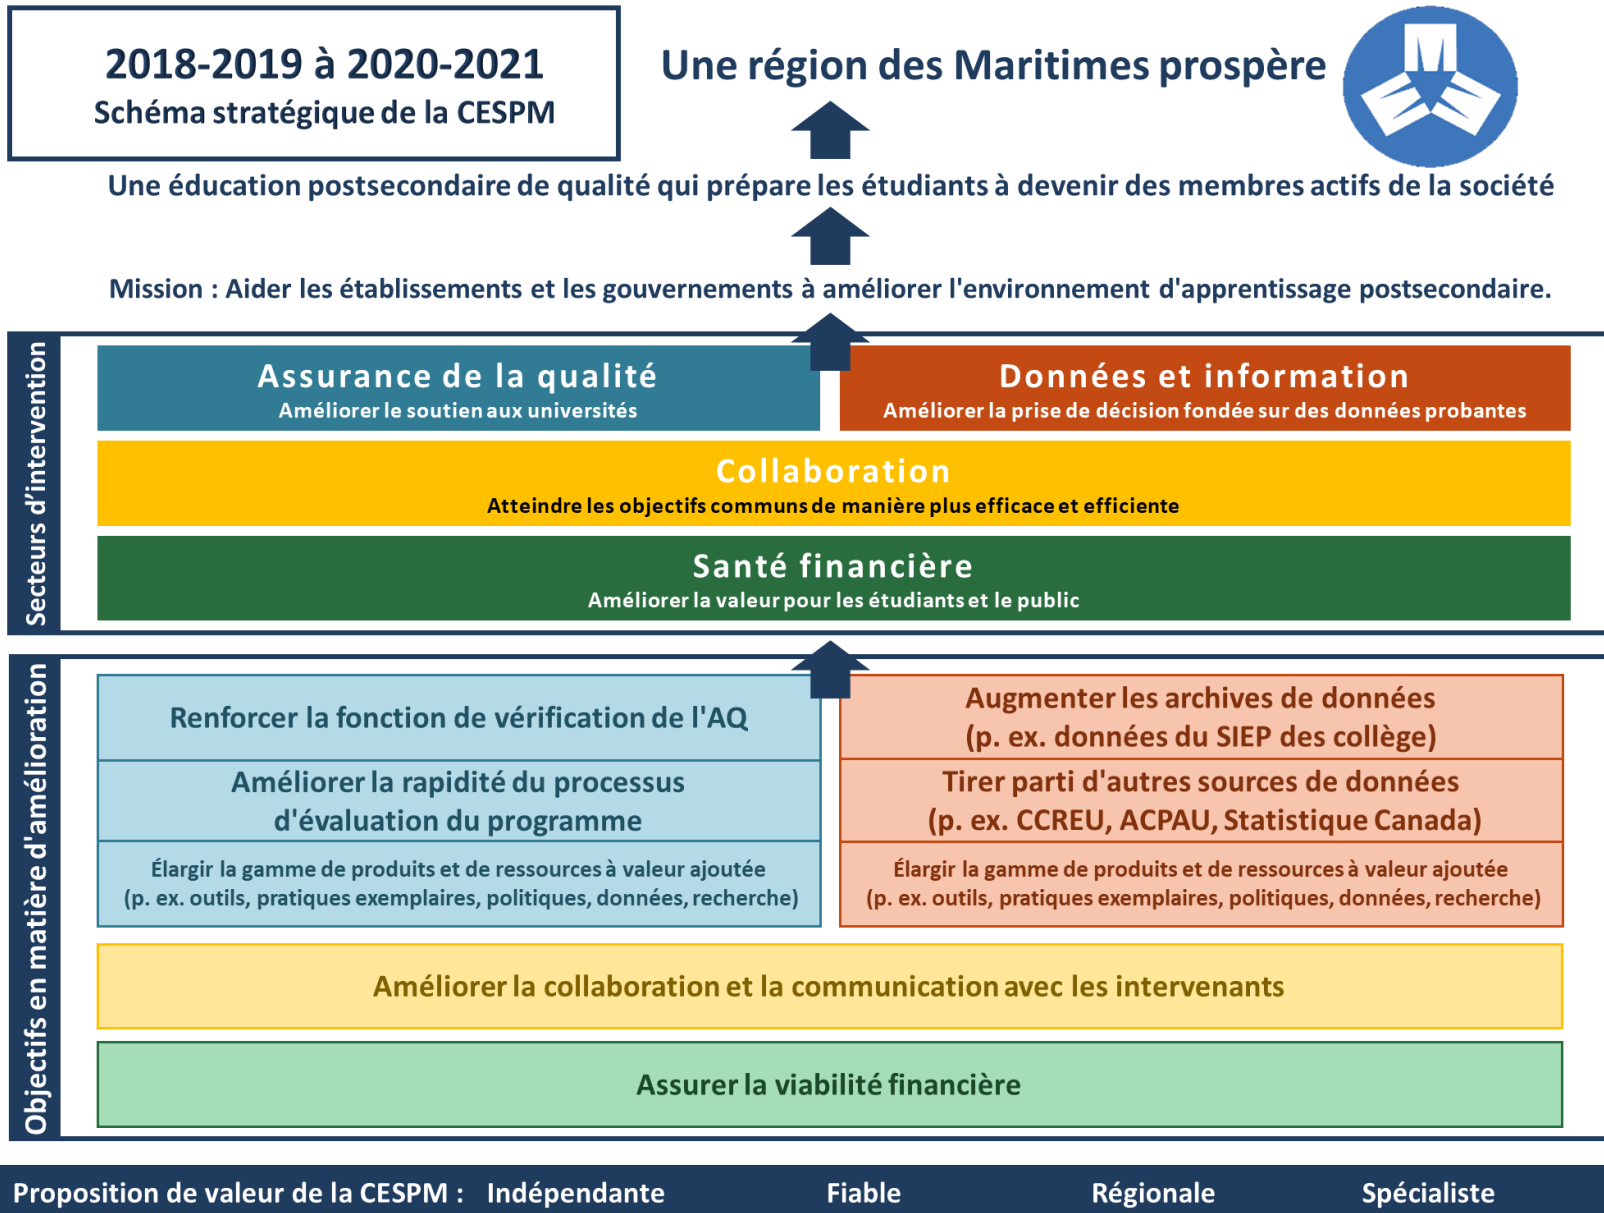 2018-2019 à 2020-2021
Schéma stratégique de la CESPM
Une région des Maritimes prospère
Une éducation postsecondaire de qualité qui prépare les étudiants à devenir des membres actifs de la société
Mission : Aider les établissements et les gouvernements à améliorer l'environnement d'apprentissage postsecondaire.
Secteurs d'intervention
Assurance de la qualité
Améliorer le soutien aux universités
Données et information
Améliorer la prise de décision fondée sur des données probantes
Collaboration
Atteindre les objectifs communs de manière plus efficace et efficiente
Santé financière
Améliorer la valeur pour les étudiants et le public
Objectifs en matière d'amélioration
Renforcer la fonction de vérification de l'AQ
Améliorer la rapidité du processus
d'évaluation du programme
Élargir la gamme de produits et de ressources à valeur ajoutée
(p. ex. outils, pratiques exemplaires, politiques, données, recherche)
Augmenter les archives de données
(p. ex. données du SIEP des collège)
Tirer parti d'autres sources de données
(p. ex. CCREU, ACPAU, Statistique Canada)
Élargir la gamme de produits et de ressources à valeur ajoutée
(p. ex. outils, pratiques exemplaires, politiques, données, recherche)
Améliorer la collaboration et la communication avec les intervenants
Assurer la viabilité financière
Proposition de valeur de la CESPM : Indépendante Fiable Régionale Spécialiste